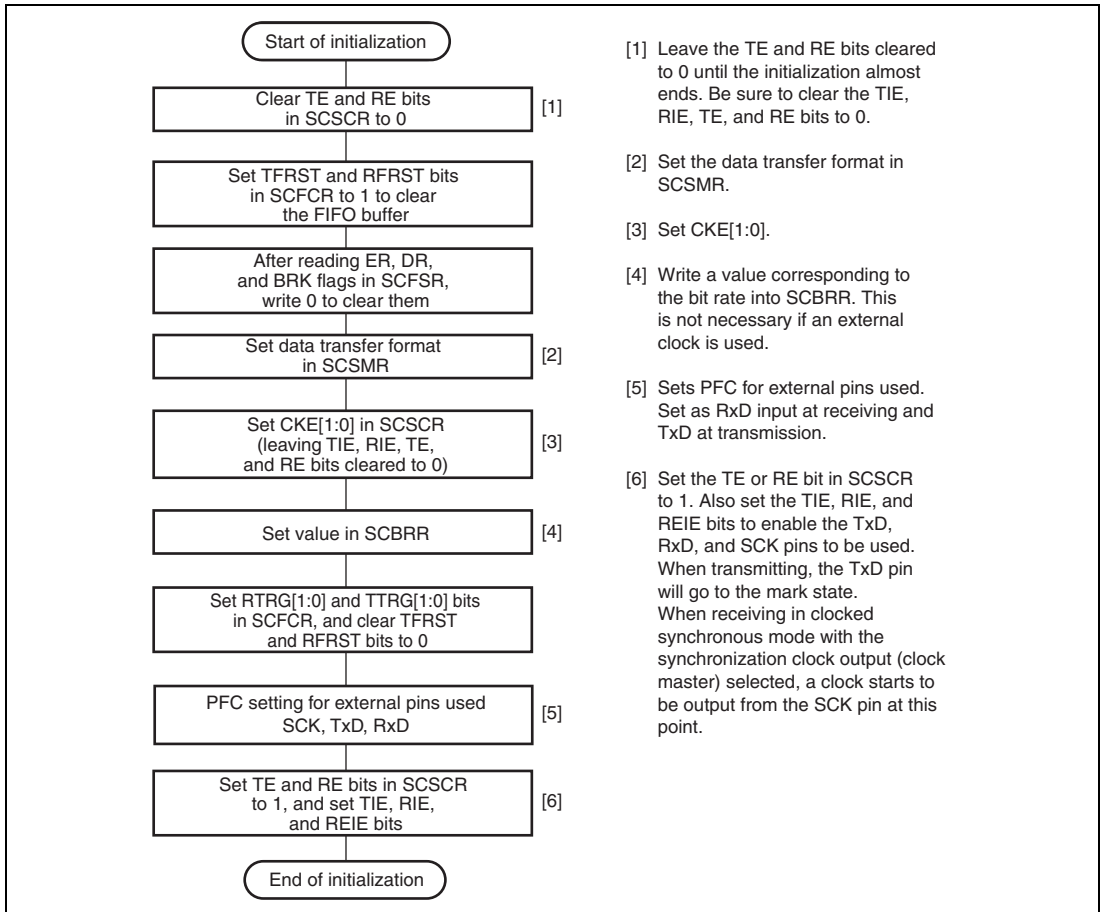 Start of initialization
Clear TE and RE bits
in SCSCR to 0
[1]
Set TFRST and RFRST bits
in SCFCR to 1 to clear
the FIFO buffer
After reading ER, DR,
and BRK flags in SCFSR,
write 0 to clear them
Set data transfer format
in SCSMR
[2]
Set CKE[1:0] in SCSCR
(leaving TIE, RIE, TE,
and RE bits cleared to 0)
[3]
Set value in SCBRR
[4]
Set RTRG[1:0] and TTRG[1:0] bits
in SCFCR, and clear TFRST
and RFRST bits to 0
PFC setting for external pins used
SCK, TxD, RxD
[5]
Set TE and RE bits in SCSCR
to 1, and set TIE, RIE,
and REIE bits
[6]
End of initialization
[1] Leave the TE and RE bits cleared
to 0 until the initialization almost
ends. Be sure to clear the TIE,
RIE, TE, and RE bits to 0.
[2] Set the data transfer format in
SCSMR.
[3] Set CKE[1:0].
[4] Write a value corresponding to
the bit rate into SCBRR. This
is not necessary if an external
clock is used.
[5] Sets PFC for external pins used.
Set as RxD input at receiving and
TxD at transmission.
[6] Set the TE or RE bit in SCSCR
to 1. Also set the TIE, RIE, and
REIE bits to enable the TxD,
RxD, and SCK pins to be used.
When transmitting, the TxD pin
will go to the mark state.
When receiving in clocked
synchronous mode with the
synchronization clock output (clock
master) selected, a clock starts to
be output from the SCK pin at this
point.